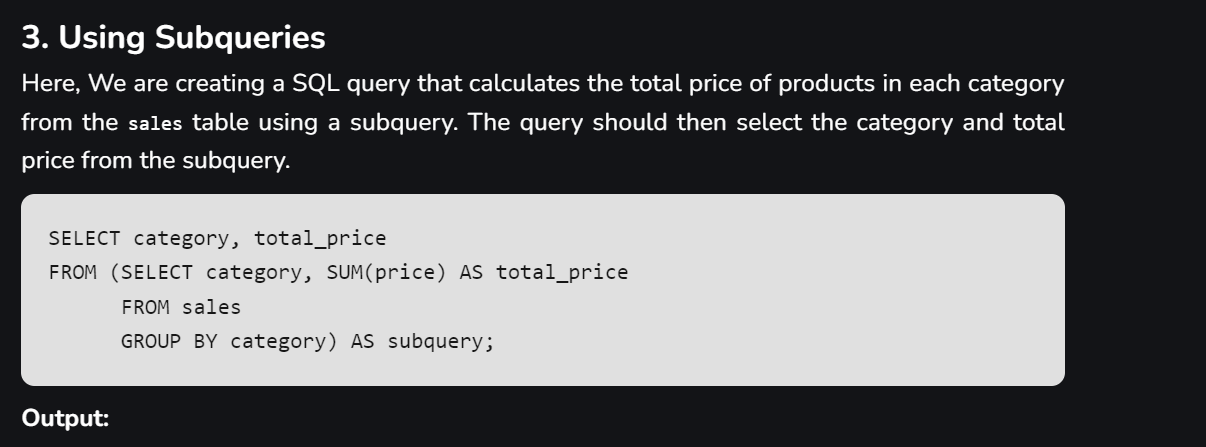 3. Using Subqueries
Here, We are creating a SQL query that calculates the total price of products in each category
from the sales table using a subquery. The query should then select the category and total
price from the subquery.
SELECT category, total_price
FROM (SELECT category, SUM(price) AS total_price
      FROM sales
      GROUP BY category) AS subquery;
Output: